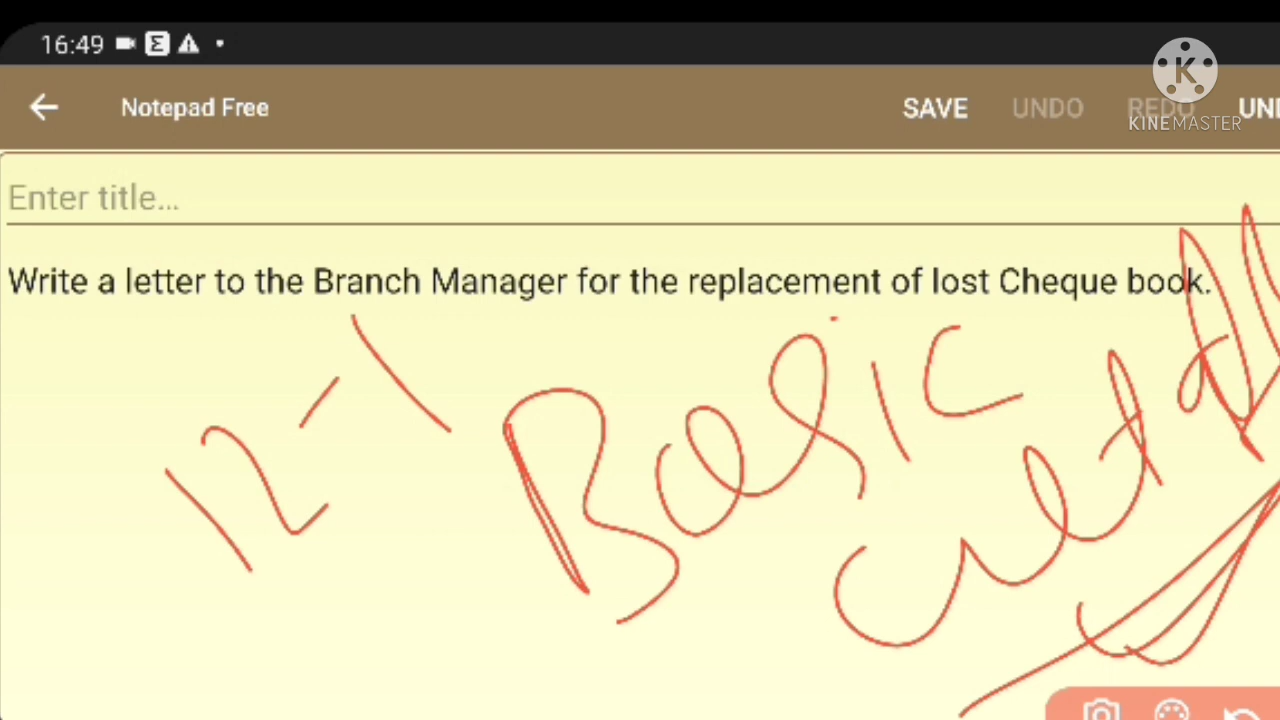 16:49
Notepad Free SAVE UNDO REDO
KINEMASTER
Enter title...
Write a letter to the Branch Manager for the replacement of lost Cheque book.
12-1
Basic